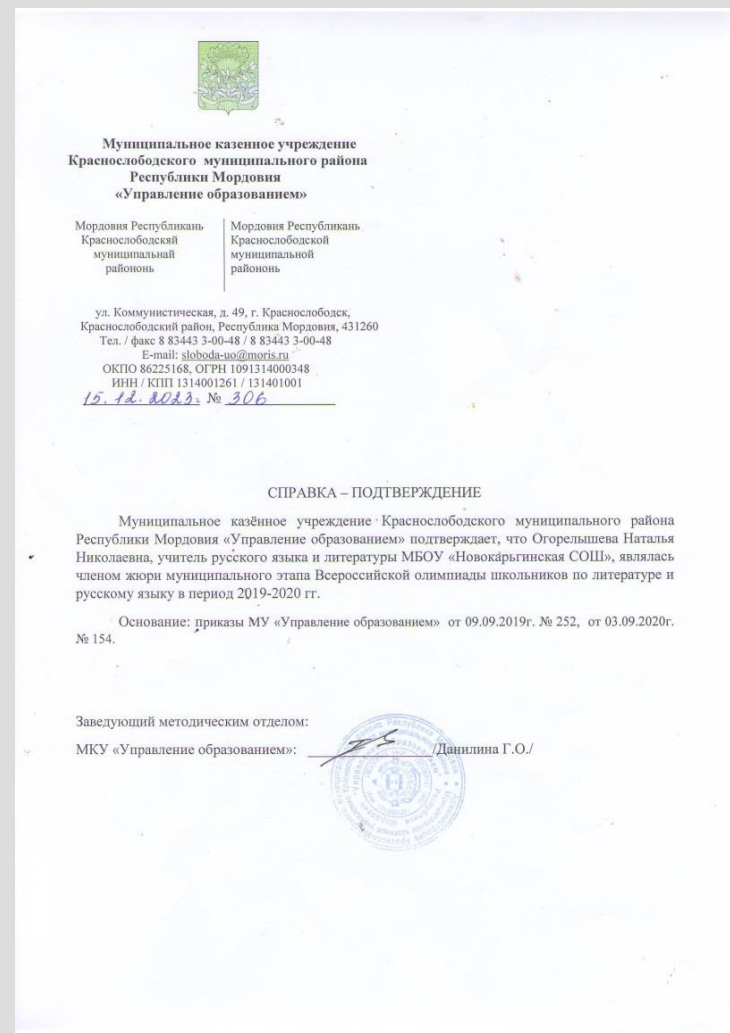 Муниципальное казенное учреждение
Краснослободского муниципального района
Республики Мордовия
«Управление образованием»
Мордовия Республикань
Краснослободскяй
муниципальнай
райононь
Мордовия Республикань
Краснослободской
муниципальной
райононь
ул. Коммунистическая, д. 49, г. Краснослободск,
Краснослободский район, Республика Мордовия, 431260
Тел. / факс 8 83443 3-00-48 / 8 83443 3-00-48
E-mail: sloboda-uo@moris.ru
ОКПО 86225168, ОГРН 1091314000348
ИНН / КПП 1314001261 / 131401001
15.12.2023. № 306
СПРАВКА – ПОДТВЕРЖДЕНИЕ
Муниципальное казённое учреждение Краснослободского муниципального района
Республики Мордовия «Управление образованием» подтверждает, что Огорелышева Наталья
Николаевна, учитель русского языка и литературы МБОУ «Новокарьгинская СОШ», являлась
членом жюри муниципального этапа Всероссийской олимпиады школьников по литературе и
русскому языку в период 2019-2020 гг.
Основание: приказы МУ «Управление образованием» от 09.09.2019г. № 252, от 03.09.2020г.
№ 154.
Заведующий методическим отделом:
МКУ «Управление образованием»: /Данилина Г.О./